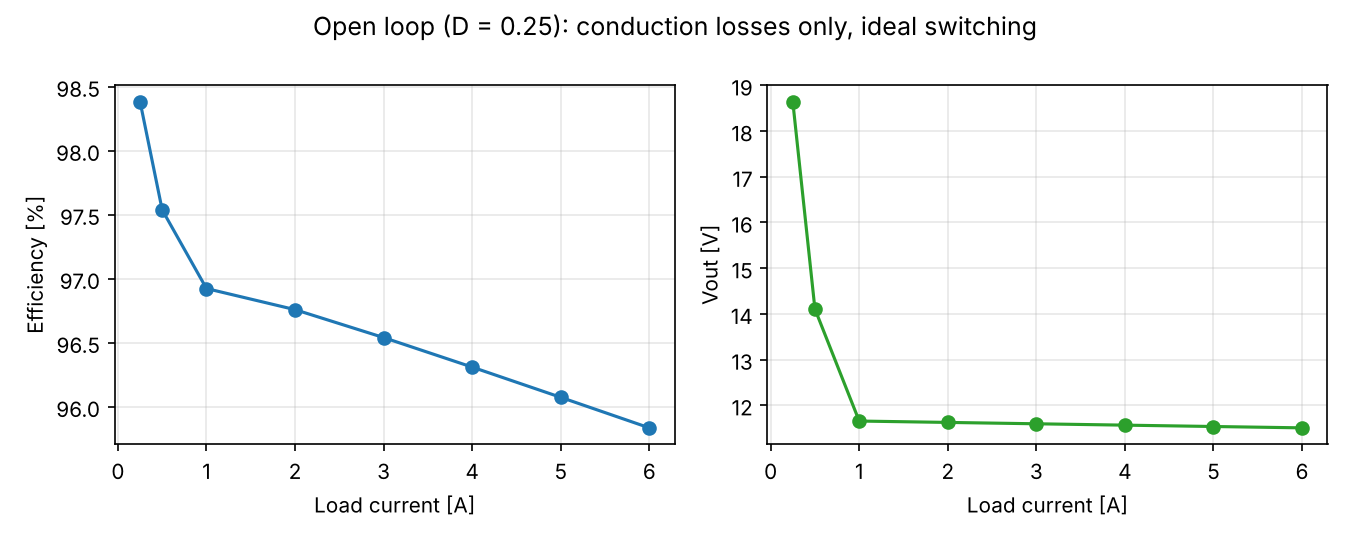 Open loop (D = 0.25): conduction losses only, ideal switching
98.5
98.0
97.5
97.0
96.5
96.0
Efficiency [%]
0 1 2 3 4 5 6
Load current [A]
19
18
17
16
15
14
13
12
Vout [V]
0 1 2 3 4 5 6
Load current [A]